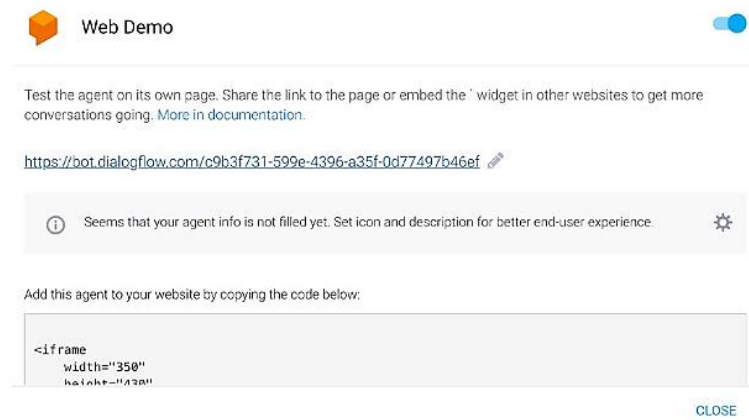 Web Demo
Test the agent on its own page. Share the link to the page or embed the ` widget in other websites to get more
conversations going. More in documentation.
https://bot.dialogflow.com/c9b3f731-599e-4396-a35f-0d77497b46ef
Seems that your agent info is not filled yet. Set icon and description for better end-user experience.
Add this agent to your website by copying the code below:
<iframe
width="350"
height="430"
CLOSE